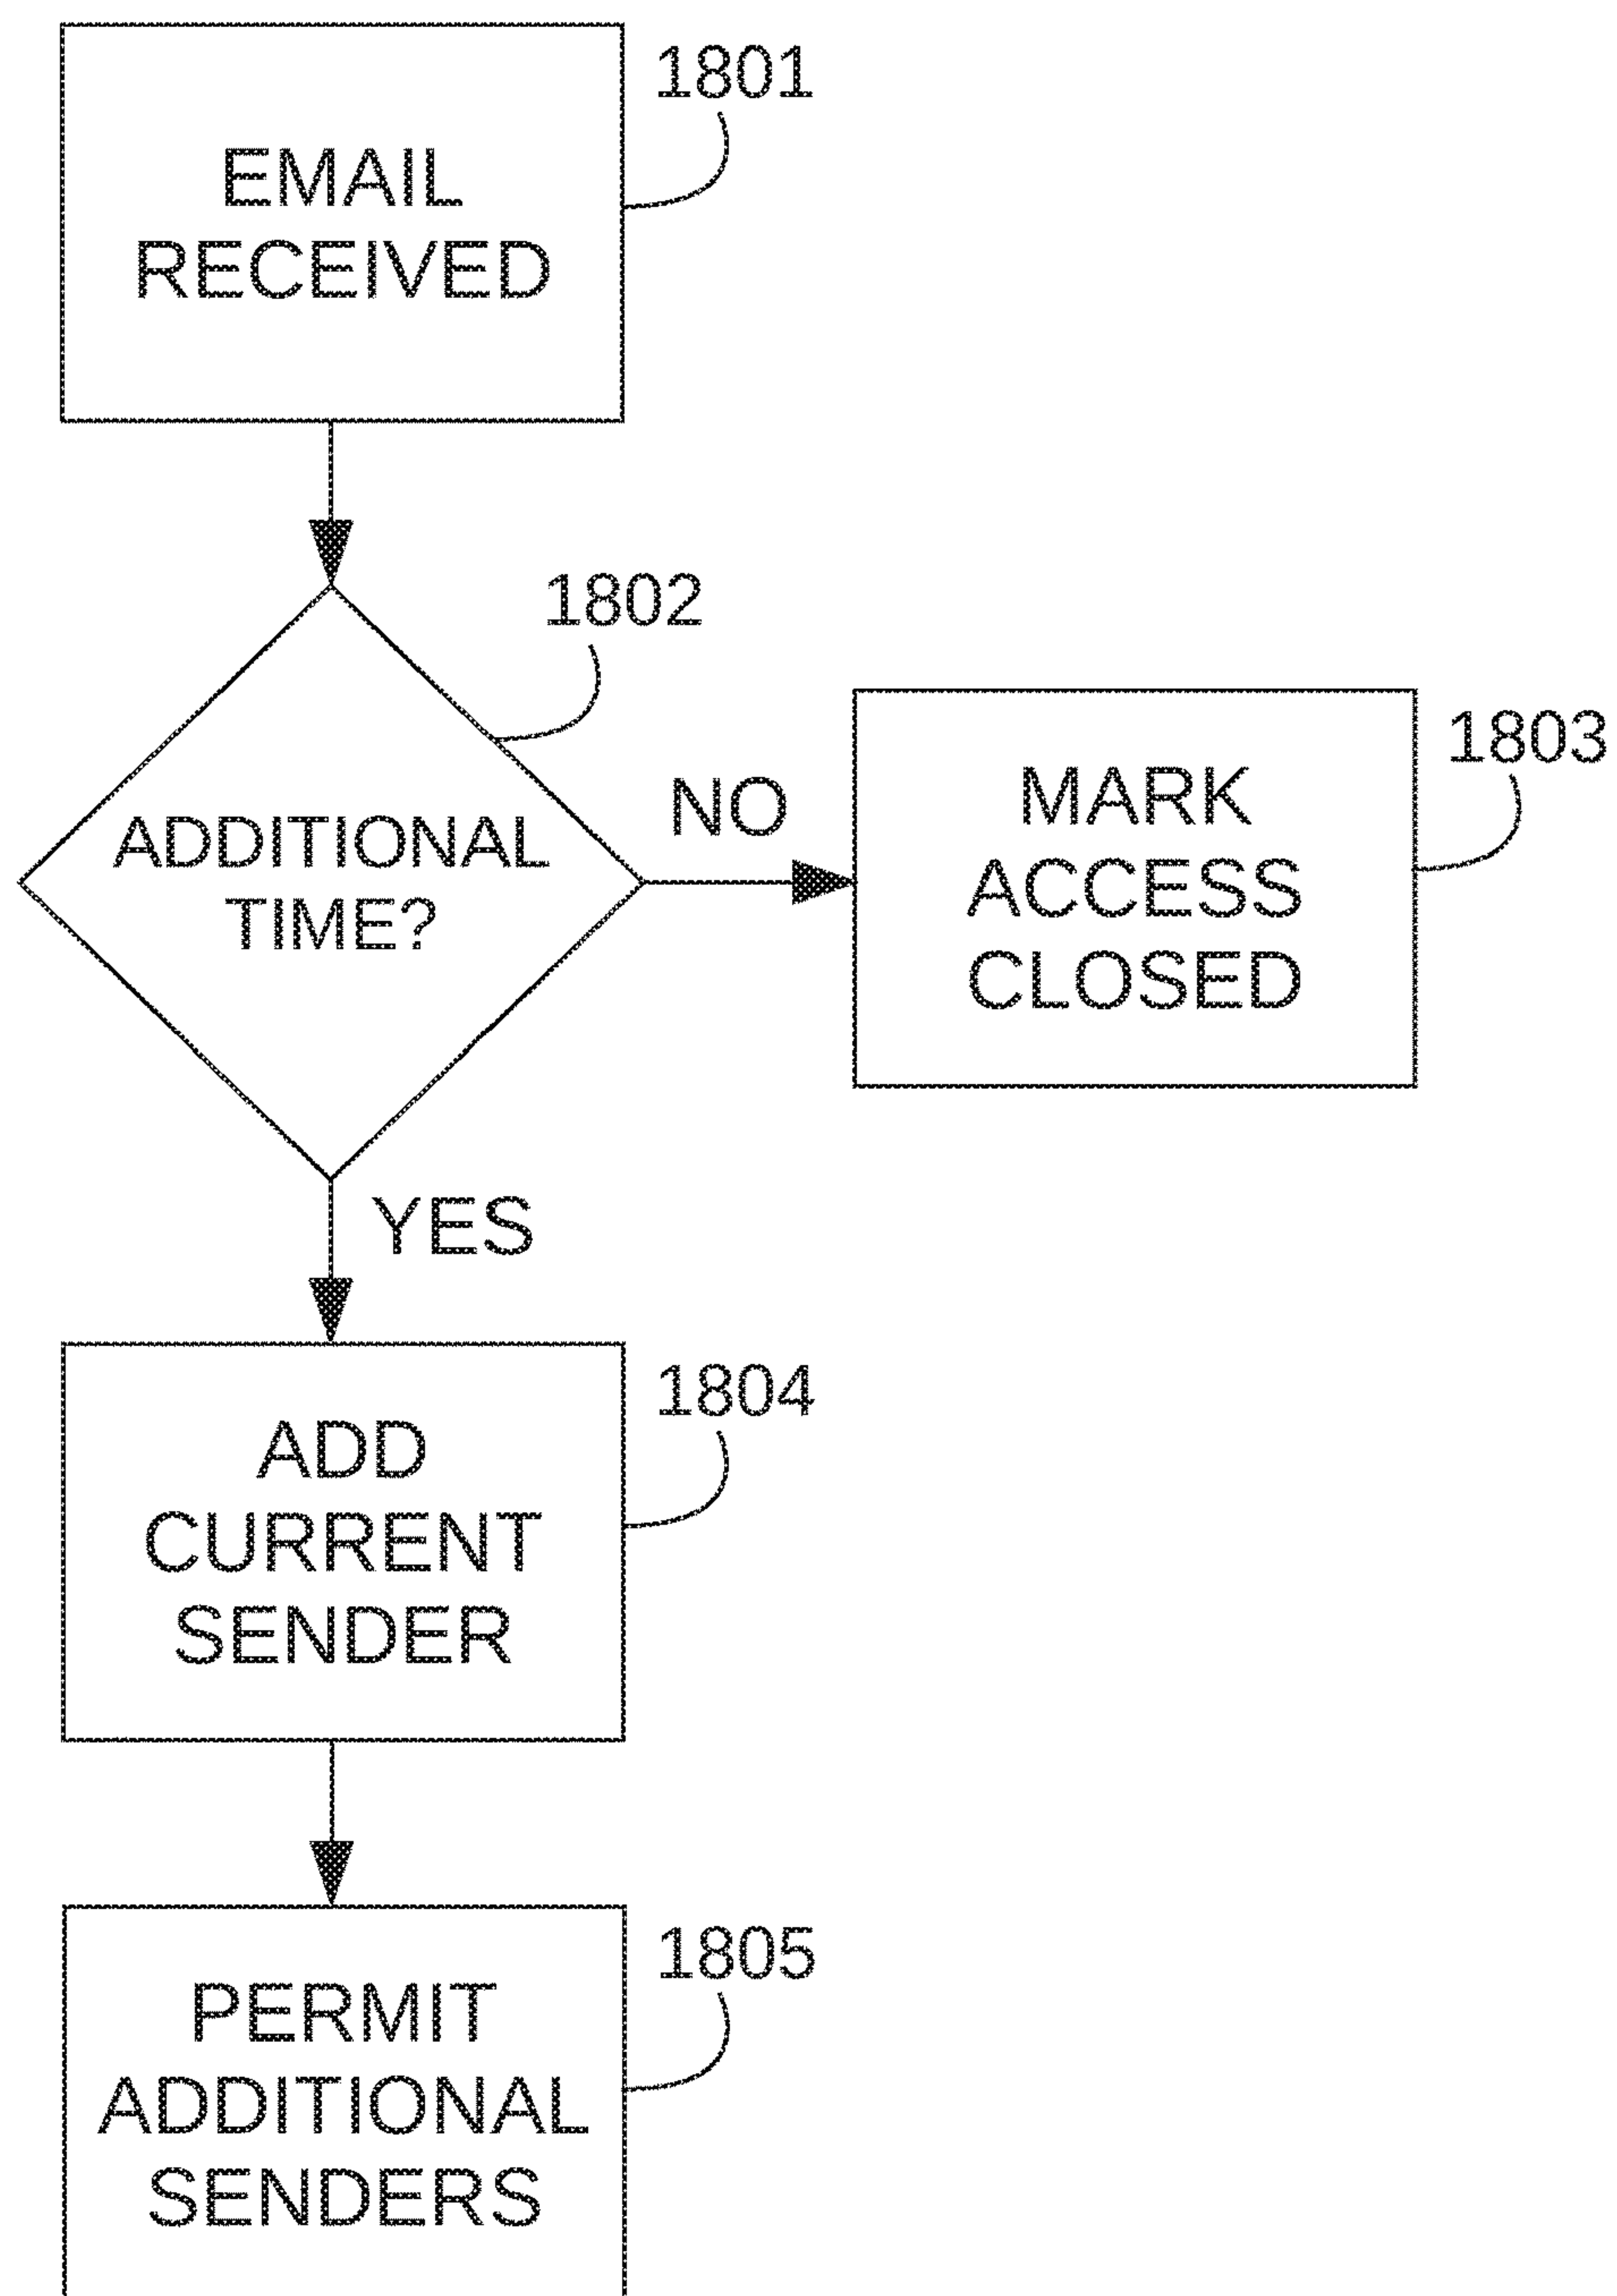 1801
EMAIL
RECEIVED
1802
ADDITIONAL
TIME?
NO
1803
MARK
ACCESS
CLOSED
YES
1804
ADD
CURRENT
SENDER
1805
PERMIT
ADDITIONAL
SENDERS